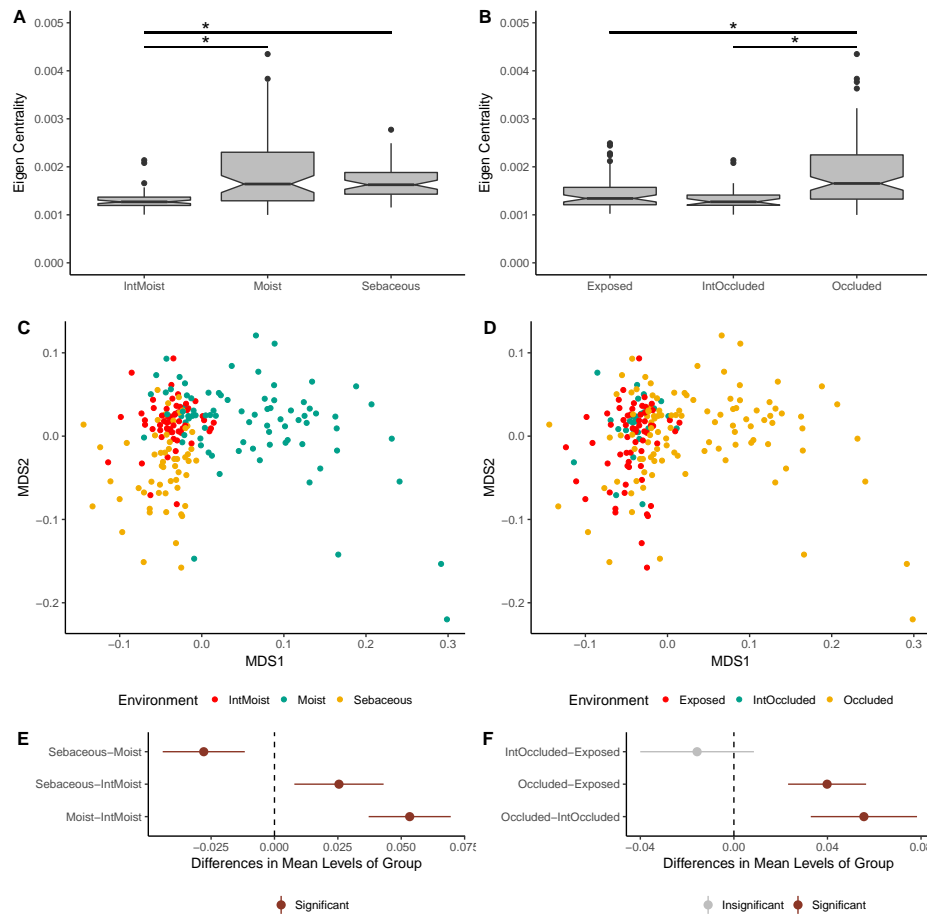 A
B
0.005
0.004
0.003
0.002
0.001
0.000
Eigen Centrality
*
*
IntMoist Moist Sebaceous
0.005
0.004
0.003
0.002
0.001
0.000
Eigen Centrality
*
*
Exposed IntOccluded Occluded
C
0.1
0.0
−0.1
−0.2
MDS2
−0.1 0.0 0.1 0.2 0.3
MDS1
Environment IntMoist Moist Sebaceous
D
0.1
0.0
−0.1
−0.2
MDS2
−0.1 0.0 0.1 0.2 0.3
MDS1
Environment Exposed IntOccluded Occluded
E
Sebaceous−Moist
Sebaceous−IntMoist
Moist−IntMoist
−0.025 0.000 0.025 0.050 0.075
Differences in Mean Levels of Group
Significant
F
IntOccluded−Exposed
Occluded−Exposed
Occluded−IntOccluded
−0.04 0.00 0.04
Differences in Mean Levels of Group
Insignificant Significant